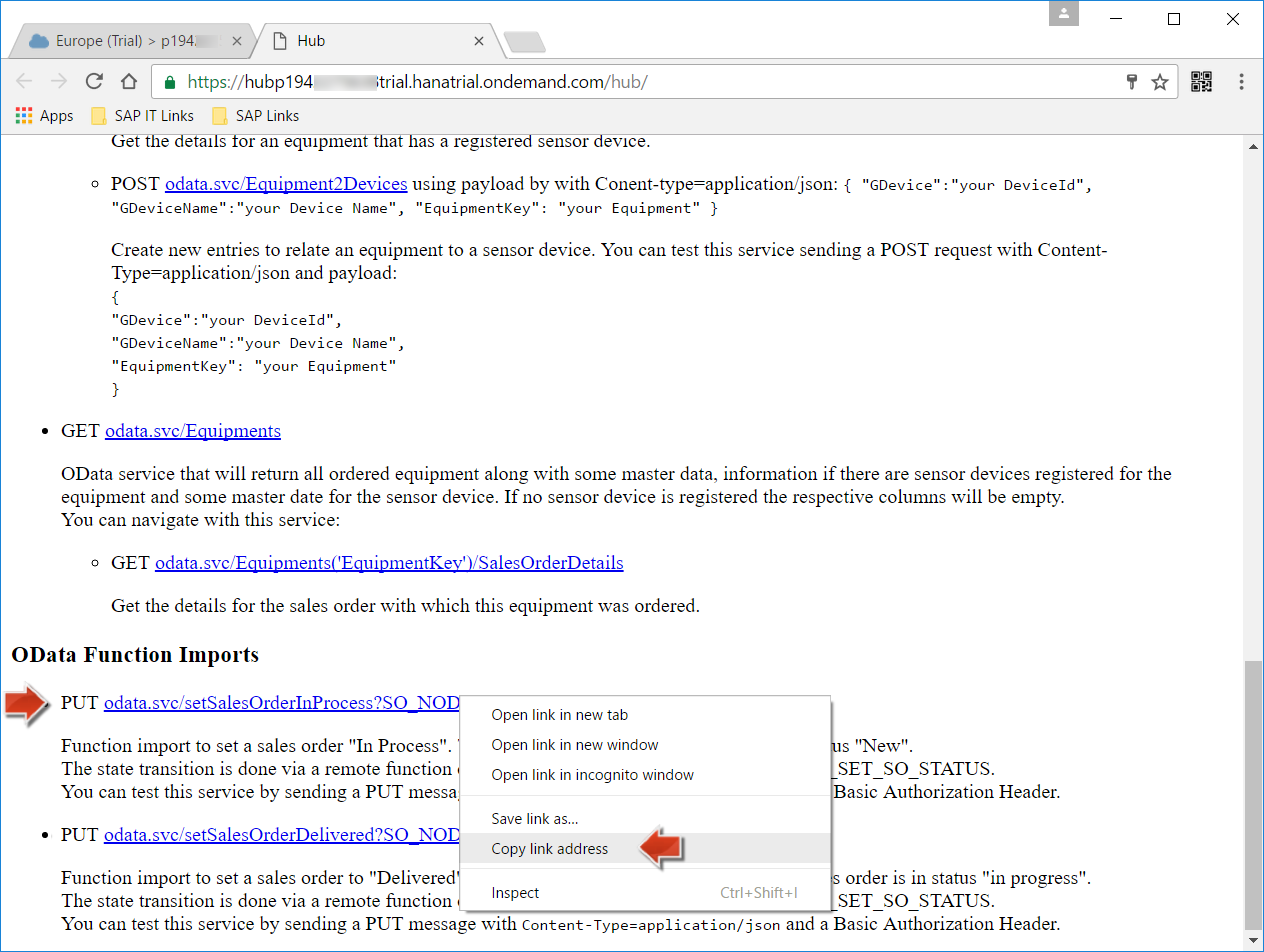 Europe (Trial) > p194
Hub
https://hubp194 trial.hanatrial.ondemand.com/hub/
Apps SAP IT Links SAP Links
Get the details for an equipment that has a registered sensor device.
POST odata.svc/Equipment2Devices using payload by with Conent-type=application/json: { "GDevice":"your DeviceId",
"GDeviceName":"your Device Name", "EquipmentKey": "your Equipment" }
Create new entries to relate an equipment to a sensor device. You can test this service sending a POST request with Content-
Type=application/json and payload:
{
"GDevice":"your DeviceId",
"GDeviceName":"your Device Name",
"EquipmentKey": "your Equipment"
}
GET odata.svc/Equipments
OData service that will return all ordered equipment along with some master data, information if there are sensor devices registered for the
equipment and some master date for the sensor device. If no sensor device is registered the respective columns will be empty.
You can navigate with this service:
GET odata.svc/Equipments('EquipmentKey')/SalesOrderDetails
Get the details for the sales order with which this equipment was ordered.
OData Function Imports
PUT odata.svc/setSalesOrderInProcess?SO_NOD
Function import to set a sales order "In Process". us "New".
The state transition is done via a remote function _SET_SO_STATUS.
You can test this service by sending a PUT messag Basic Authorization Header.
PUT odata.svc/setSalesOrderDelivered?SO_NOD
Function import to set a sales order to "Delivered" s order is in status "in progress".
The state transition is done via a remote function _SET_SO_STATUS.
You can test this service by sending a PUT message with Content-Type=application/json and a Basic Authorization Header.
Open link in new tab
Open link in new window
Open link in incognito window
Save link as...
Copy link address
Inspect Ctrl+Shift+I